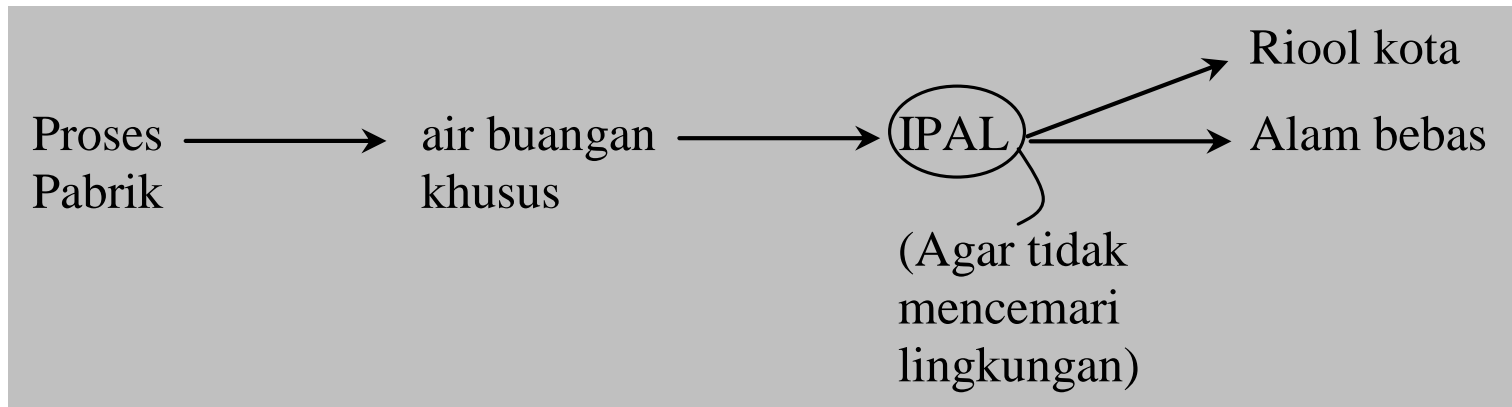 Proses
Pabrik
air buangan
khusus
IPAL
(Agar tidak
mencemari
lingkungan)
Riool kota
Alam bebas